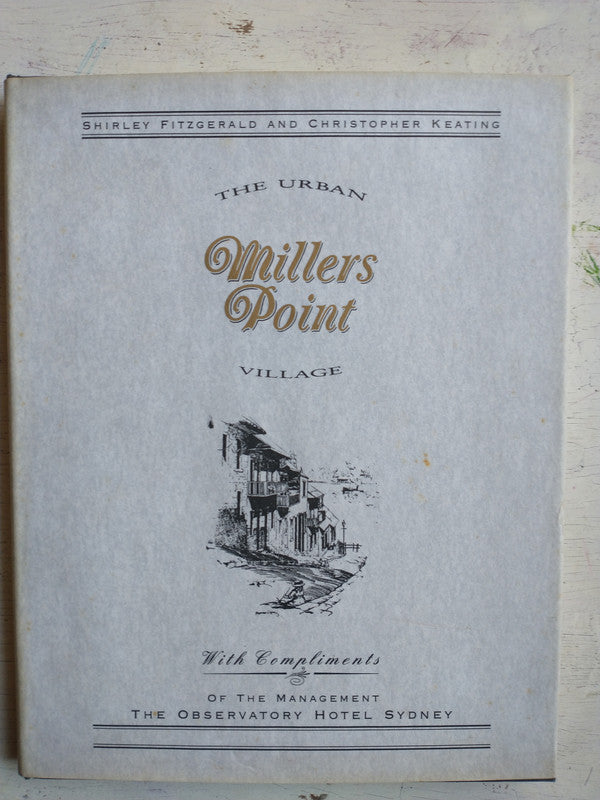 SHIRLEY FITZGERALD AND CHRISTOPHER KEATING
THE URBAN
Millers
Point
VILLAGE
With Compliments
OF THE MANAGEMENT
THE OBSERVATORY HOTEL SYDNEY